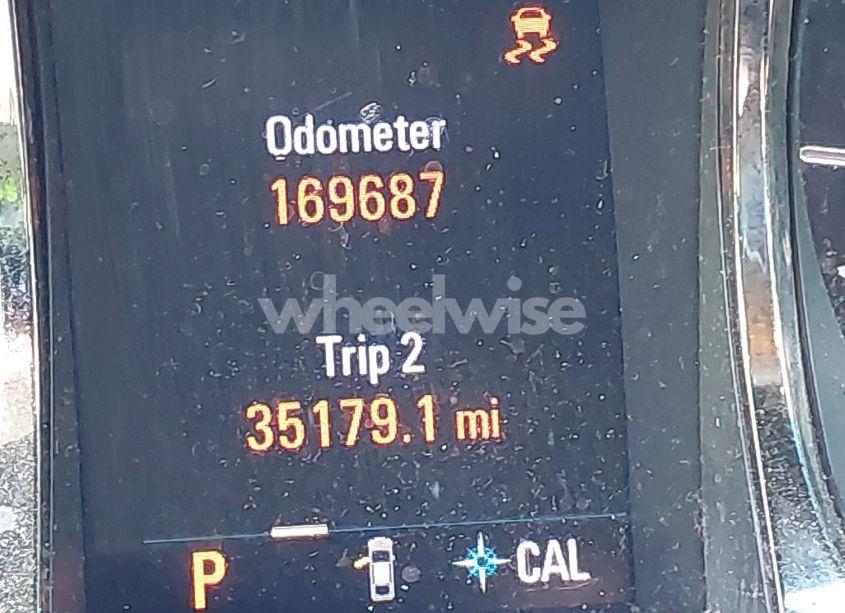 Odometer
169687
wheelwise
Trip 2
35179.1 mi
P
CAL